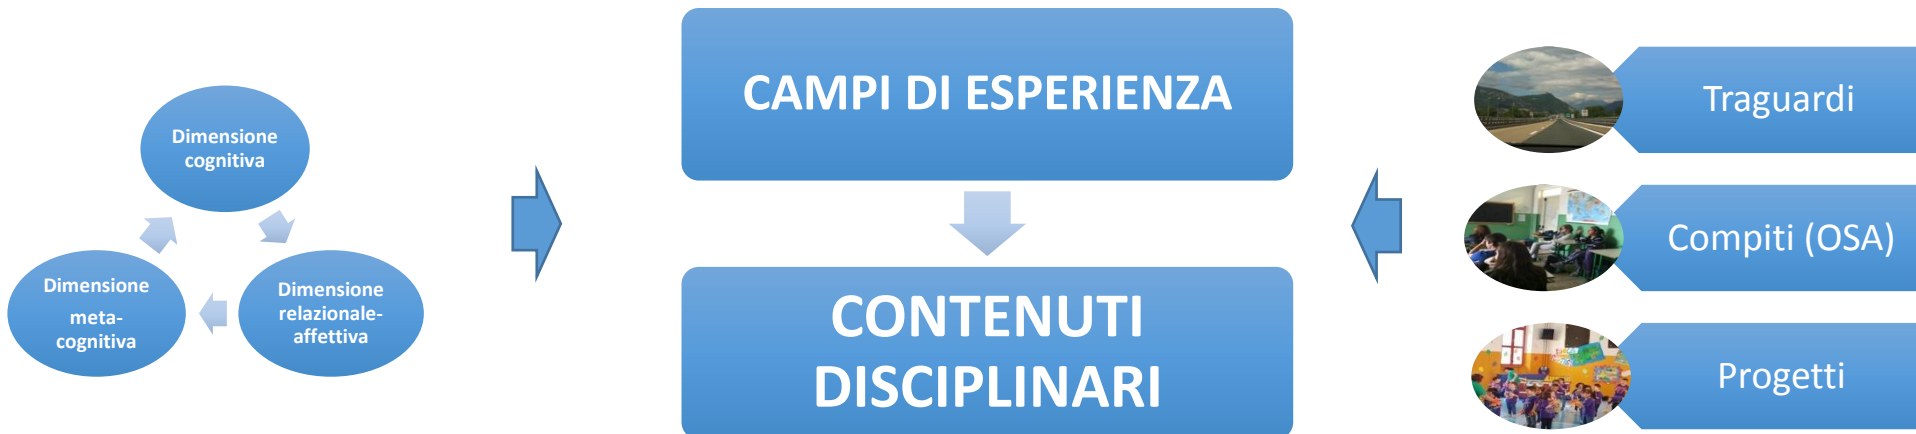 Dimensione
cognitiva
Dimensione
meta-
cognitiva
Dimensione
relazionale-
affettiva
CAMPI DI ESPERIENZA
CONTENUTI
DISCIPLINARI
Traguardi
Compiti (OSA)
Progetti